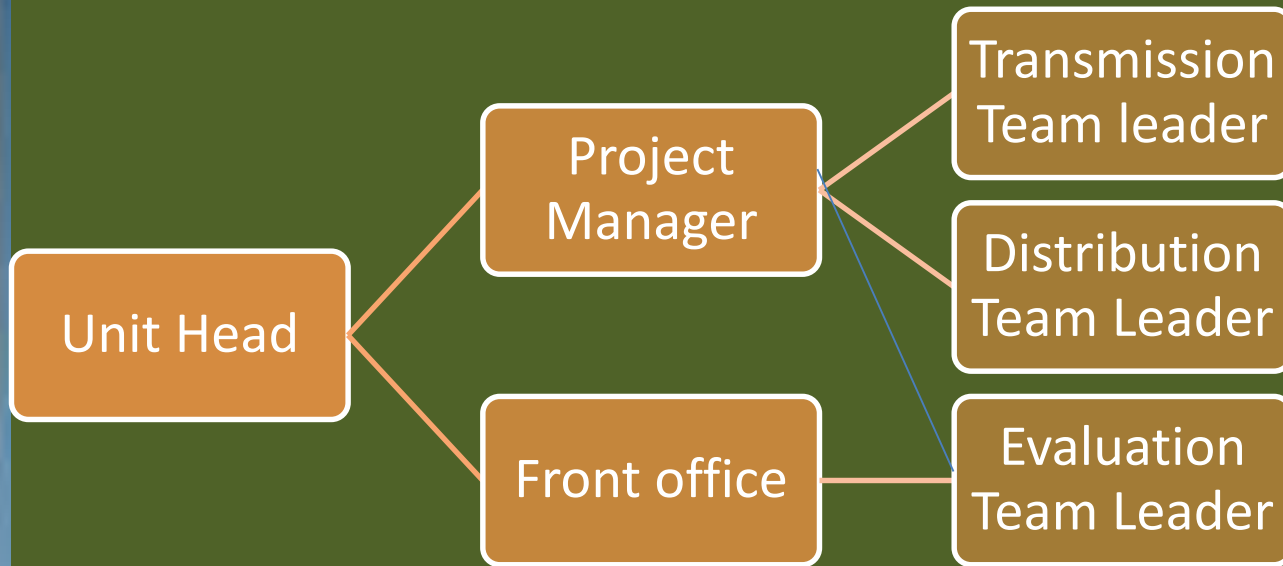 Unit Head
Project
Manager
Front office
Transmission
Team leader
Distribution
Team Leader
Evaluation
Team Leader